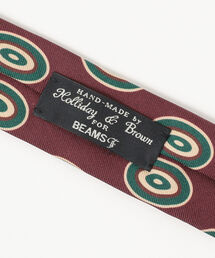 HAND-MADE by
Holliday & Brown
FOR
BEAMS F